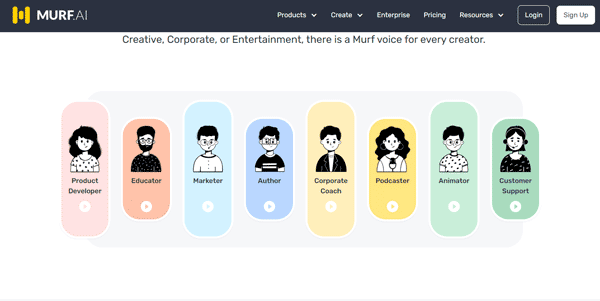 MURF.AI
Products Create Enterprise Pricing Resources Login Sign Up
Creative, Corporate, or Entertainment, there is a Murf voice for every creator.
Product Developer
Educator
Marketer
Author
Corporate Coach
Podcaster
Animator
Customer Support